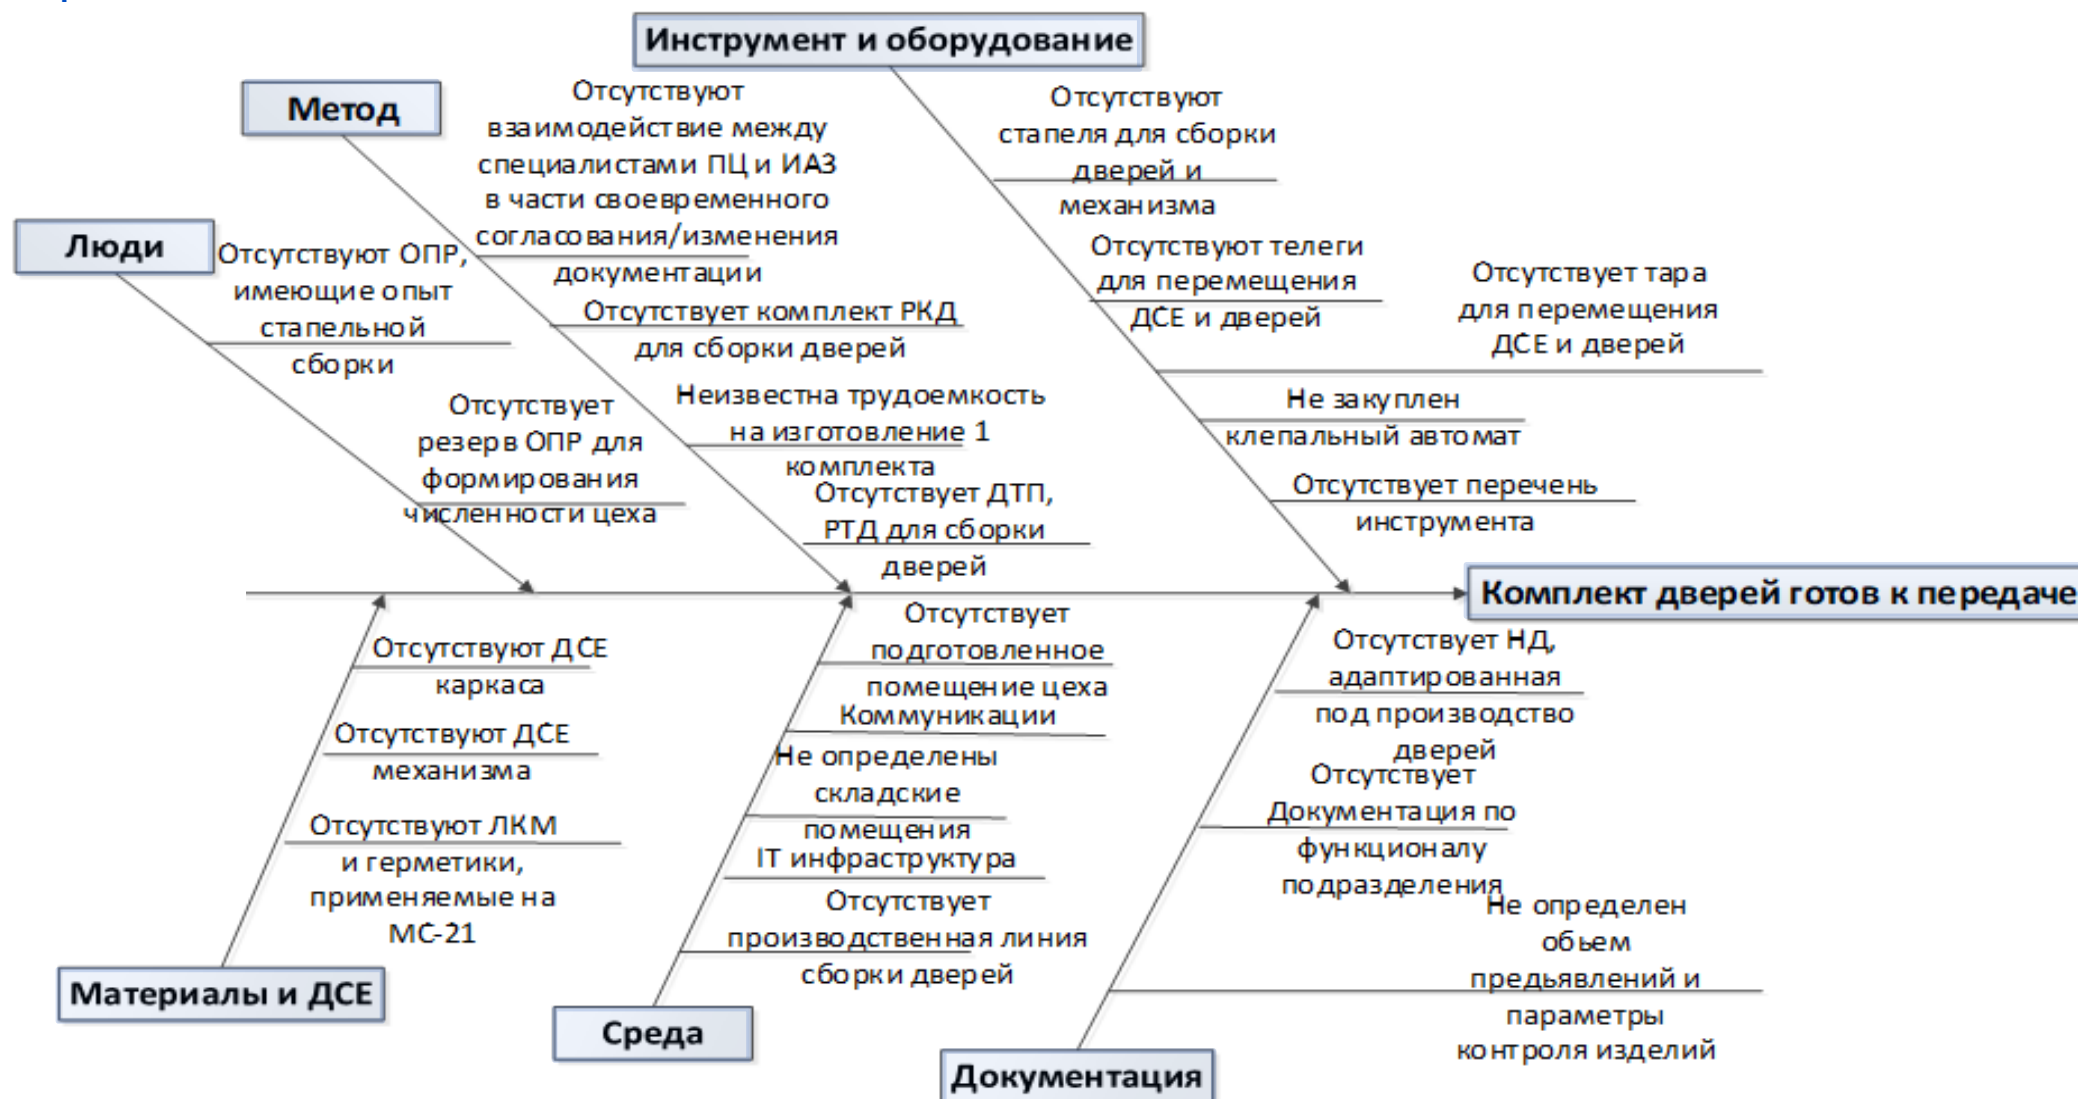 Инструмент и оборудование
Метод
Люди
Отсутствуют ОПР,
имеющие опыт
стапельной
сборки
Отсутствует
резерв ОПР для
формирования
численности цеха
Отсутствуют
взаимодействие между
специалистами ПЦ и ИАЗ
в части своевременного
согласования/изменения
документации
Отсутствует комплект РКД
для сборки дверей
Неизвестна трудоемкость
на изготовление 1
комплекта
Отсутствует ДТП,
РТД для сборки
дверей
Отсутствуют
стапеля для сборки
дверей и
механизма
Отсутствуют телеги
для перемещения
ДСЕ и дверей
Отсутствует тара
для перемещения
ДСЕ и дверей
Не закуплен
клепальный автомат
Отсутствует перечень
инструмента
Комплект дверей готов к передаче
Отсутствуют ДСЕ
каркаса
Отсутствуют ДСЕ
механизма
Отсутствуют ЛКМ
и герметики,
применяемые на
МС-21
Материалы и ДСЕ
Отсутствует
подготовленное
помещение цеха
Коммуникации
Не определены
складские
помещения
IT инфраструктура
Отсутствует
производственная линия
сборки дверей
Среда
Отсутствует НД,
адаптированная
под производство
дверей
Отсутствует
Документация по
функционалу
подразделения
Не определен
обьем
предьявлений и
параметры
контроля изделий
Документация